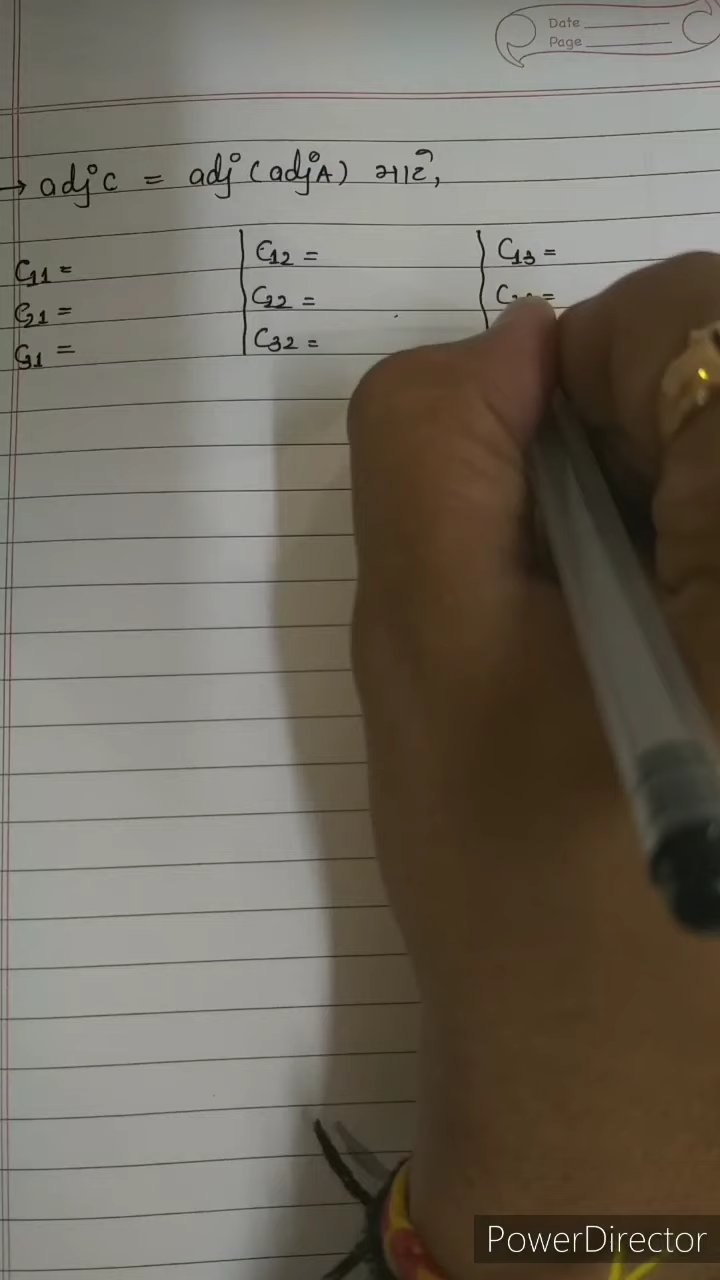 Date
Page
→ adj C = adj (adj A) માટે,
C11 = C12 = C13 =
C21 = C22 =
C31 = C32 =
PowerDirector